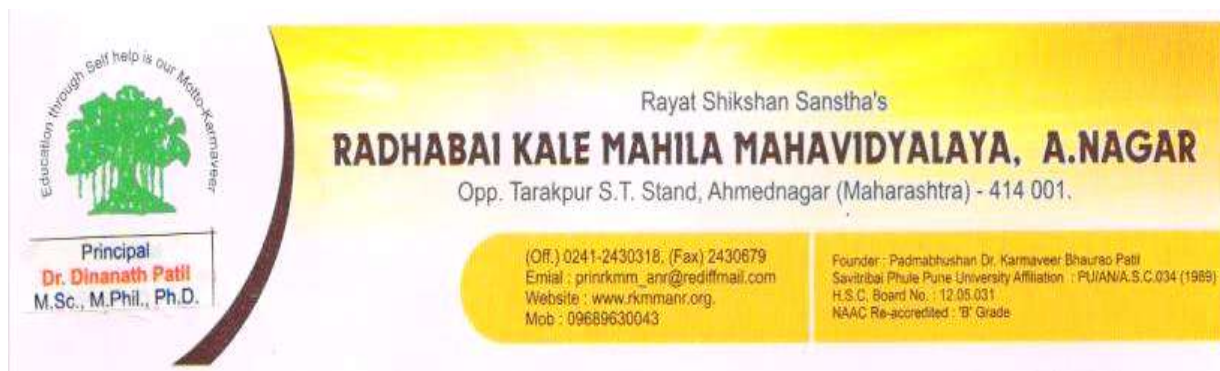 Education through Self help is our Motto-Karmaveer
Principal
Dr. Dinanath Patil
M.Sc., M.Phil., Ph.D.
Rayat Shikshan Sanstha's
RADHABAI KALE MAHILA MAHAVIDYALAYA, A.NAGAR
Opp. Tarakpur S.T. Stand, Ahmednagar (Maharashtra) - 414 001.
(Off.) 0241-2430318. (Fax) 2430679
Emial : prinrkmm_anr@rediffmail.com
Website : www.rkmmanr.org.
Mob : 09689630043
Founder : Padmabhushan Dr. Karmaveer Bhaurao Patil
Savitribai Phule Pune University Affiliation : PU/AN/A.S.C.034 (1989)
H.S.C. Board No. : 12.05.031
NAAC Re-accredited : 'B' Grade